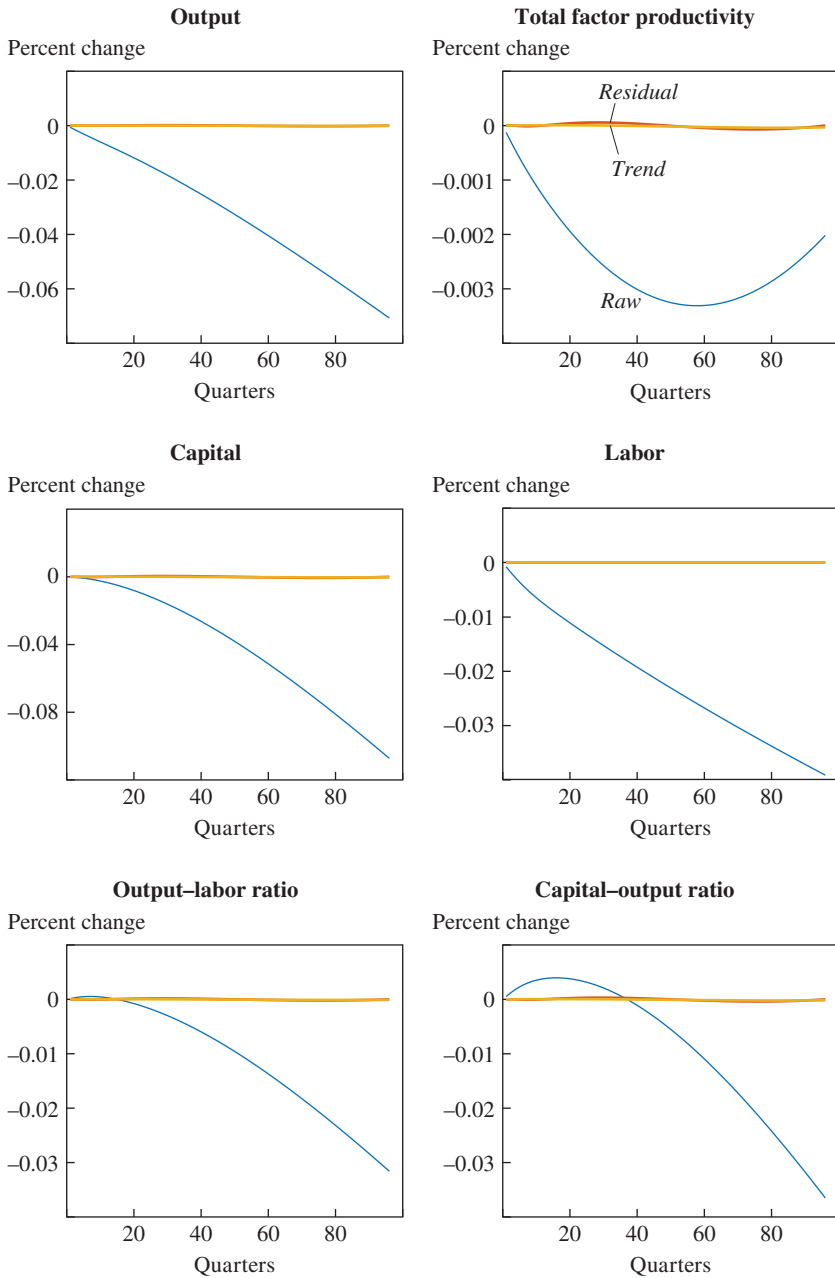 Output
Percent change
0
–0.02
–0.04
–0.06
20 40 60 80
Quarters
Total factor productivity
Percent change
Residual
0
Trend
–0.001
–0.002
–0.003
Raw
20 40 60 80
Quarters
Capital
Percent change
0
–0.04
–0.08
20 40 60 80
Quarters
Labor
Percent change
0
–0.01
–0.02
–0.03
20 40 60 80
Quarters
Output–labor ratio
Percent change
0
–0.01
–0.02
–0.03
20 40 60 80
Quarters
Capital–output ratio
Percent change
0
–0.01
–0.02
–0.03
20 40 60 80
Quarters